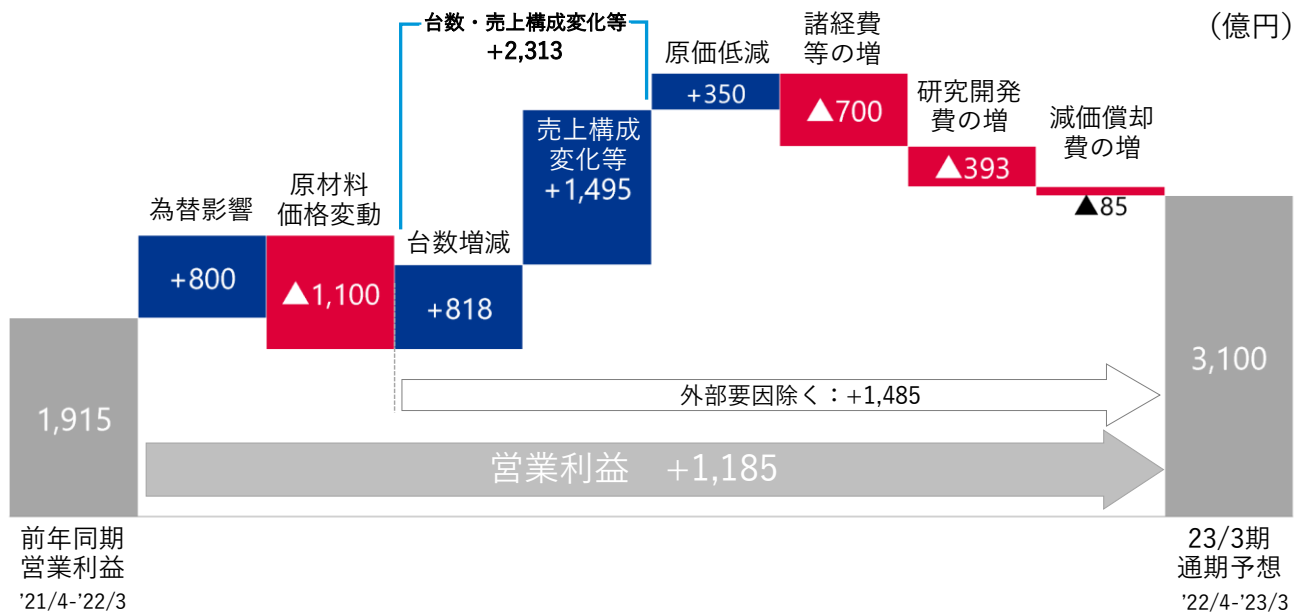 (億円)
台数・売上構成変化等
+2,313
為替影響
+800
原材料
価格変動
▲1,100
台数増減
+818
売上構成
変化等
+1,495
原価低減
+350
諸経費
等の増
▲700
研究開発
費の増
▲393
減価償却
費の増
▲85
外部要因除く：+1,485
営業利益 +1,185
1,915
3,100
前年同期
営業利益
’21/4-’22/3
23/3期
通期予想
’22/4-’23/3